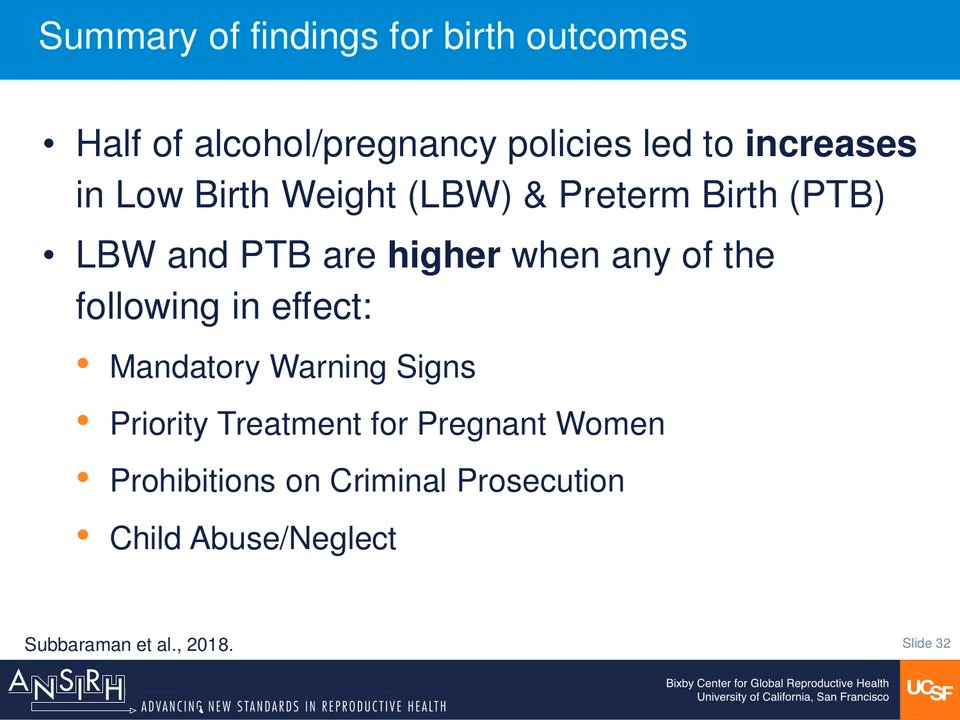 Summary of findings for birth outcomes
• Half of alcohol/pregnancy policies led to increases
in Low Birth Weight (LBW) & Preterm Birth (PTB)
• LBW and PTB are higher when any of the
following in effect:
• Mandatory Warning Signs
• Priority Treatment for Pregnant Women
• Prohibitions on Criminal Prosecution
• Child Abuse/Neglect
Subbaraman et al., 2018.
Slide 32
ANSIRH
ADVANCING NEW STANDARDS IN REPRODUCTIVE HEALTH
Bixby Center for Global Reproductive Health
University of California, San Francisco
UCSF